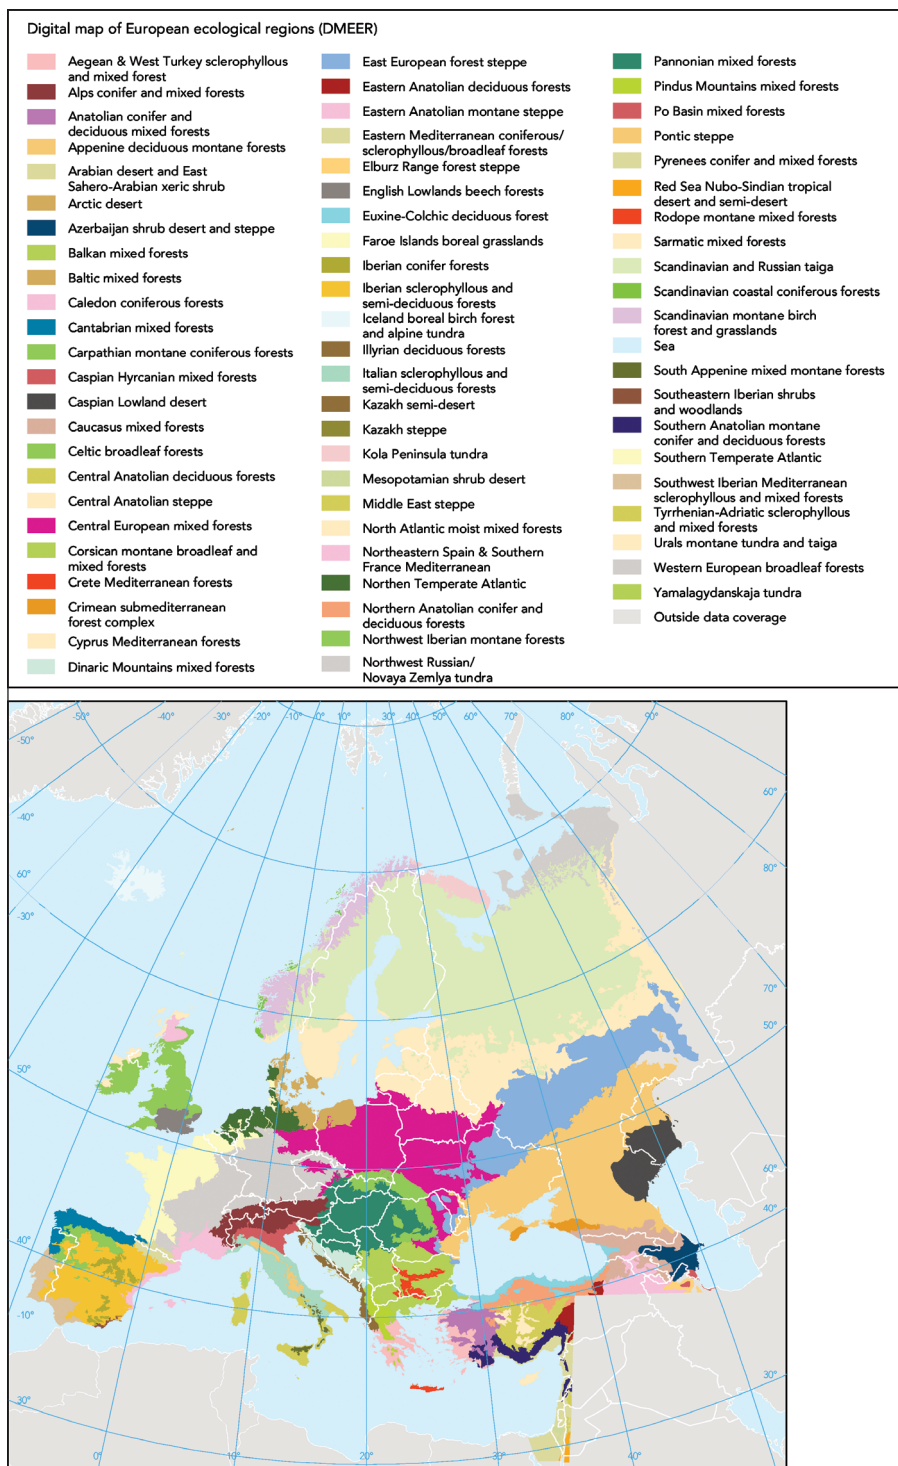 Digital map of European ecological regions (DMEER)
Aegean & West Turkey sclerophyllous
and mixed forest
Alps conifer and mixed forests
Anatolian conifer and
deciduous mixed forests
Appenine deciduous montane forests
Arabian desert and East
Sahero-Arabian xeric shrub
Arctic desert
Azerbaijan shrub desert and steppe
Balkan mixed forests
Baltic mixed forests
Caledon coniferous forests
Cantabrian mixed forests
Carpathian montane coniferous forests
Caspian Hyrcanian mixed forests
Caspian Lowland desert
Caucasus mixed forests
Celtic broadleaf forests
Central Anatolian deciduous forests
Central Anatolian steppe
Central European mixed forests
Corsican montane broadleaf and
mixed forests
Crete Mediterranean forests
Crimean submediterranean
forest complex
Cyprus Mediterranean forests
Dinaric Mountains mixed forests
East European forest steppe
Eastern Anatolian deciduous forests
Eastern Anatolian montane steppe
Eastern Mediterranean coniferous/
sclerophyllous/broadleaf forests
Elburz Range forest steppe
English Lowlands beech forests
Euxine-Colchic deciduous forest
Faroe Islands boreal grasslands
Iberian conifer forests
Iberian sclerophyllous and
semi-deciduous forests
Iceland boreal birch forest
and alpine tundra
Illyrian deciduous forests
Italian sclerophyllous and
semi-deciduous forests
Kazakh semi-desert
Kazakh steppe
Kola Peninsula tundra
Mesopotamian shrub desert
Middle East steppe
North Atlantic moist mixed forests
Northeastern Spain & Southern
France Mediterranean
Northen Temperate Atlantic
Northern Anatolian conifer and
deciduous forests
Northwest Iberian montane forests
Northwest Russian/
Novaya Zemlya tundra
Pannonian mixed forests
Pindus Mountains mixed forests
Po Basin mixed forests
Pontic steppe
Pyrenees conifer and mixed forests
Red Sea Nubo-Sindian tropical
desert and semi-desert
Rodope montane mixed forests
Sarmatic mixed forests
Scandinavian and Russian taiga
Scandinavian coastal coniferous forests
Scandinavian montane birch
forest and grasslands
Sea
South Appenine mixed montane forests
Southeastern Iberian shrubs
and woodlands
Southern Anatolian montane
conifer and deciduous forests
Southern Temperate Atlantic
Southwest Iberian Mediterranean
sclerophyllous and mixed forests
Tyrrhenian-Adriatic sclerophyllous
and mixed forests
Urals montane tundra and taiga
Western European broadleaf forests
Yamalagydanskaja tundra
Outside data coverage
-50° -40° -30° -20° -10° 0° 10° 20° 30° 40° 50° 60° 70° 80° 90°
-50°
60°
-40°
80°
60°
-30°
70°
50°
50°
60°
40°
40°
-10°
30°
30°
0° 10° 20° 30° 40°